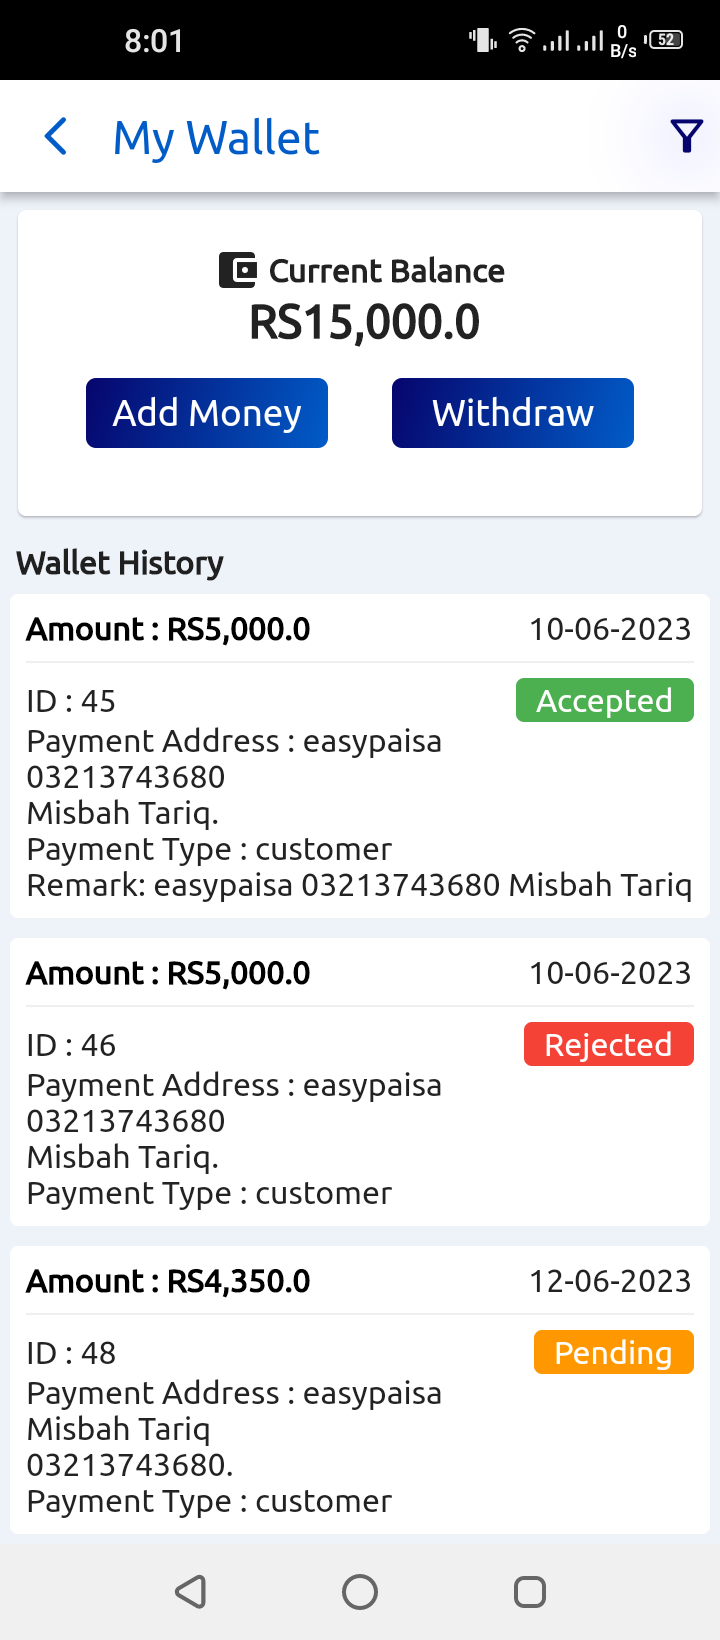 8:01
0
B/s
52
My Wallet
Current Balance
RS15,000.0
Add Money
Withdraw
Wallet History
Amount : RS5,000.0
10-06-2023
ID : 45
Accepted
Payment Address : easypaisa
03213743680
Misbah Tariq.
Payment Type : customer
Remark: easypaisa 03213743680 Misbah Tariq
Amount : RS5,000.0
10-06-2023
ID : 46
Rejected
Payment Address : easypaisa
03213743680
Misbah Tariq.
Payment Type : customer
Amount : RS4,350.0
12-06-2023
ID : 48
Pending
Payment Address : easypaisa
Misbah Tariq
03213743680.
Payment Type : customer